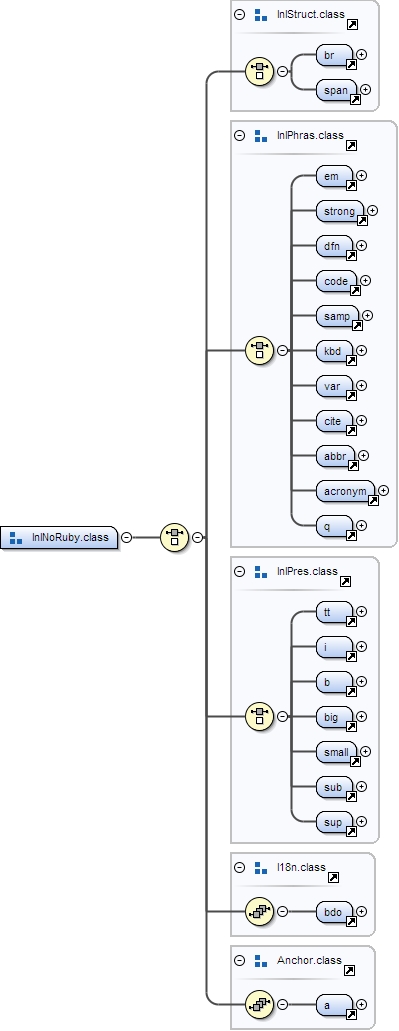 InlStruct.class
br
span
InlPhras.class
em
strong
dfn
code
samp
kbd
var
cite
abbr
acronym
q
InlNoRuby.class
InlPres.class
tt
i
b
big
small
sub
sup
I18n.class
bdo
Anchor.class
a